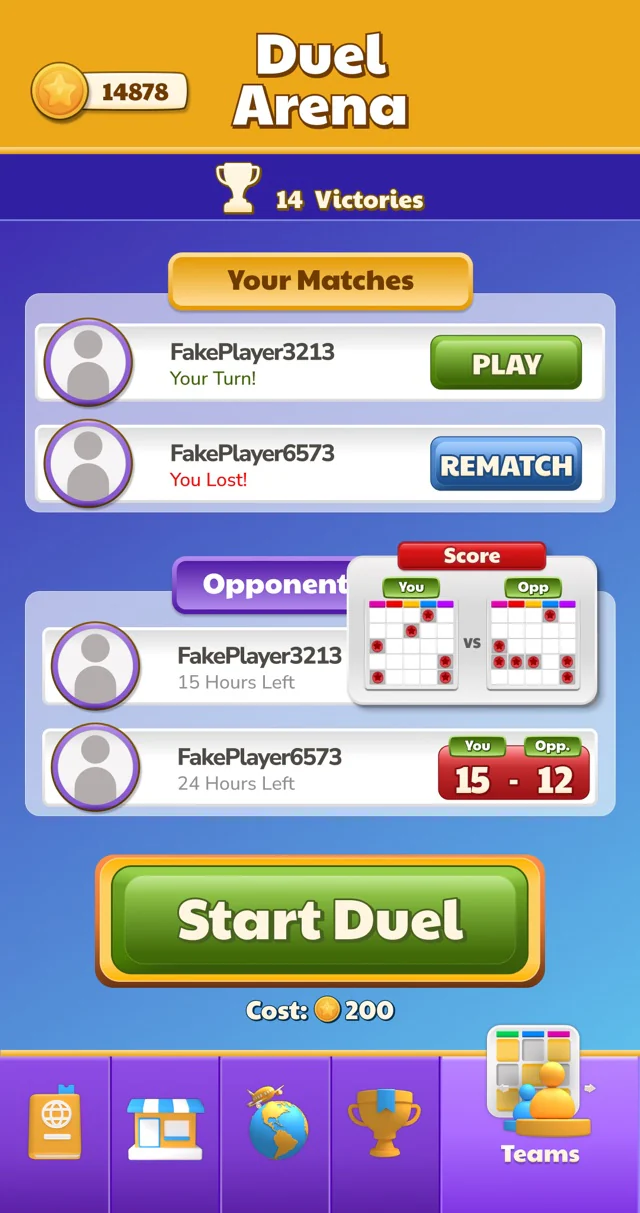 Duel
Arena
14878
14 Victories
Your Matches
FakePlayer3213
Your Turn!
PLAY
FakePlayer6573
You Lost!
REMATCH
Opponent
Score
You
Opp
VS
FakePlayer3213
15 Hours Left
FakePlayer6573
24 Hours Left
You
Opp.
15 - 12
Start Duel
Cost: 200
Teams